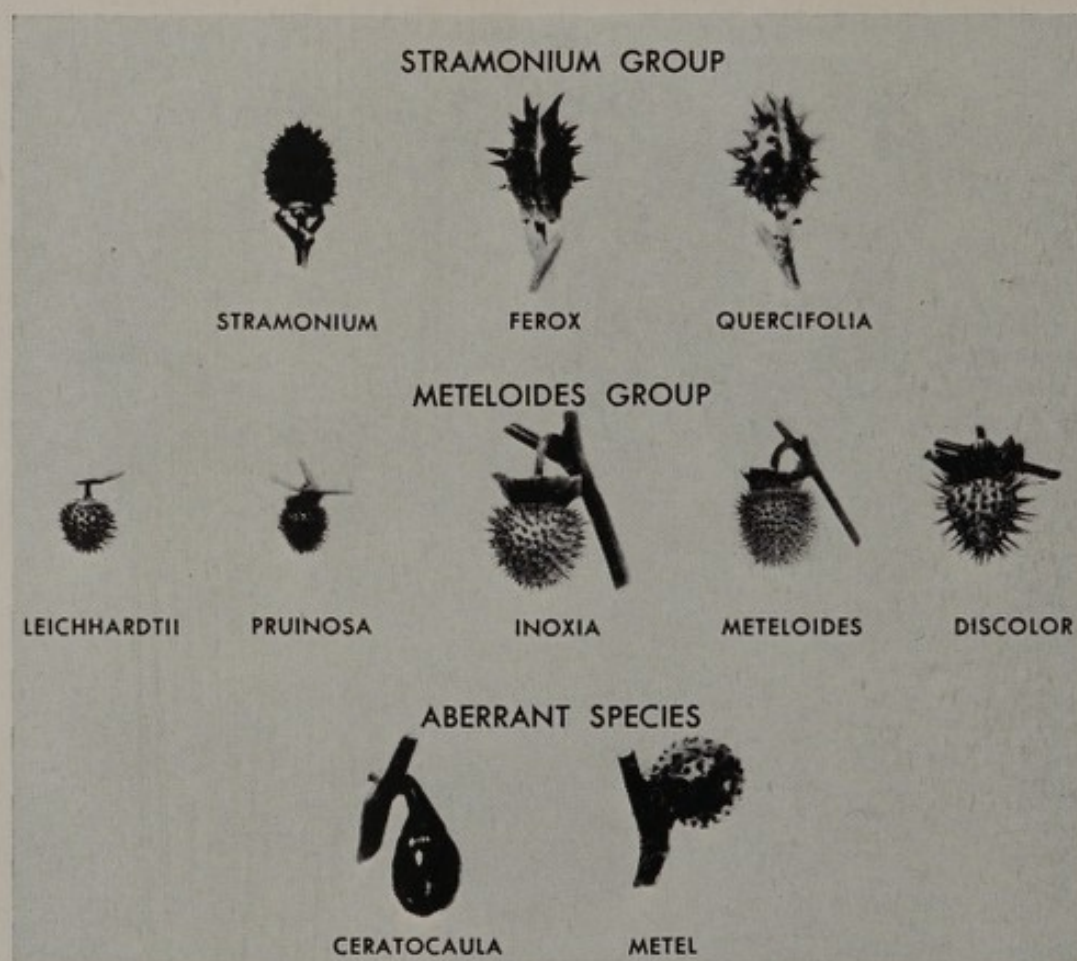 STRAMONIUM GROUP
STRAMONIUM FEROX QUERCIFOLIA
METELOIDES GROUP
LEICHHARDTII PRUINOSA INOXIA METELOIDES DISCOLOR
ABERRANT SPECIES
CERATOCAULA METEL